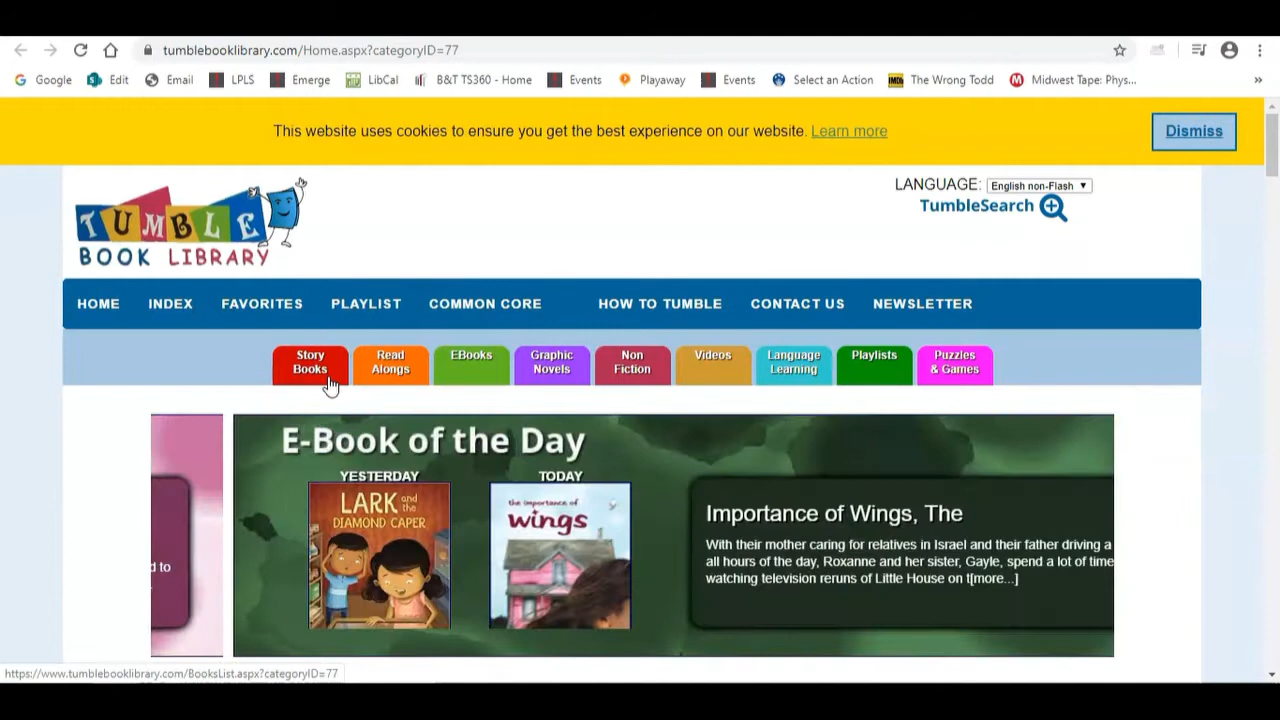 tumblebooklibrary.com/Home.aspx?categoryID=77
Google Edit Email LPLS Emerge LibCal B&T TS360 - Home Events Playaway Events Select an Action The Wrong Todd Midwest Tape: Phys... »
This website uses cookies to ensure you get the best experience on our website. Learn more
Dismiss
TUMBLE
BOOK LIBRARY
LANGUAGE: English non-Flash
TumbleSearch
HOME INDEX FAVORITES PLAYLIST COMMON CORE HOW TO TUMBLE CONTACT US NEWSLETTER
Story Books
Read Alongs
EBooks
Graphic Novels
Non Fiction
Videos
Language Learning
Playlists
Puzzles & Games
E-Book of the Day
YESTERDAY
TODAY
LARK and the
DIAMOND CAPER
the importance of
wings
d to
Importance of Wings, The
With their mother caring for relatives in Israel and their father driving a
all hours of the day, Roxanne and her sister, Gayle, spend a lot of time
watching television reruns of Little House on t[more...]
https://www.tumblebooklibrary.com/BooksList.aspx?categoryID=77